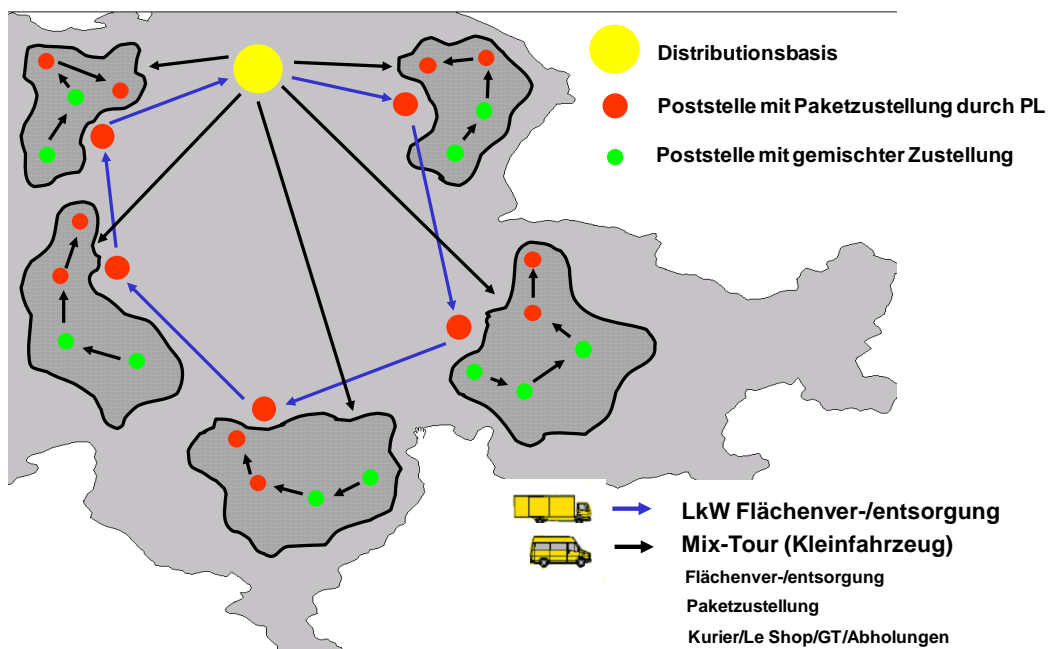 Distributionsbasis
Poststelle mit Paketzustellung durch PL
Poststelle mit gemischter Zustellung
LkW Flächenver-/entsorgung
Mix-Tour (Kleinfahrzeug)
Flächenver-/entsorgung
Paketzustellung
Kurier/Le Shop/GT/Abholungen